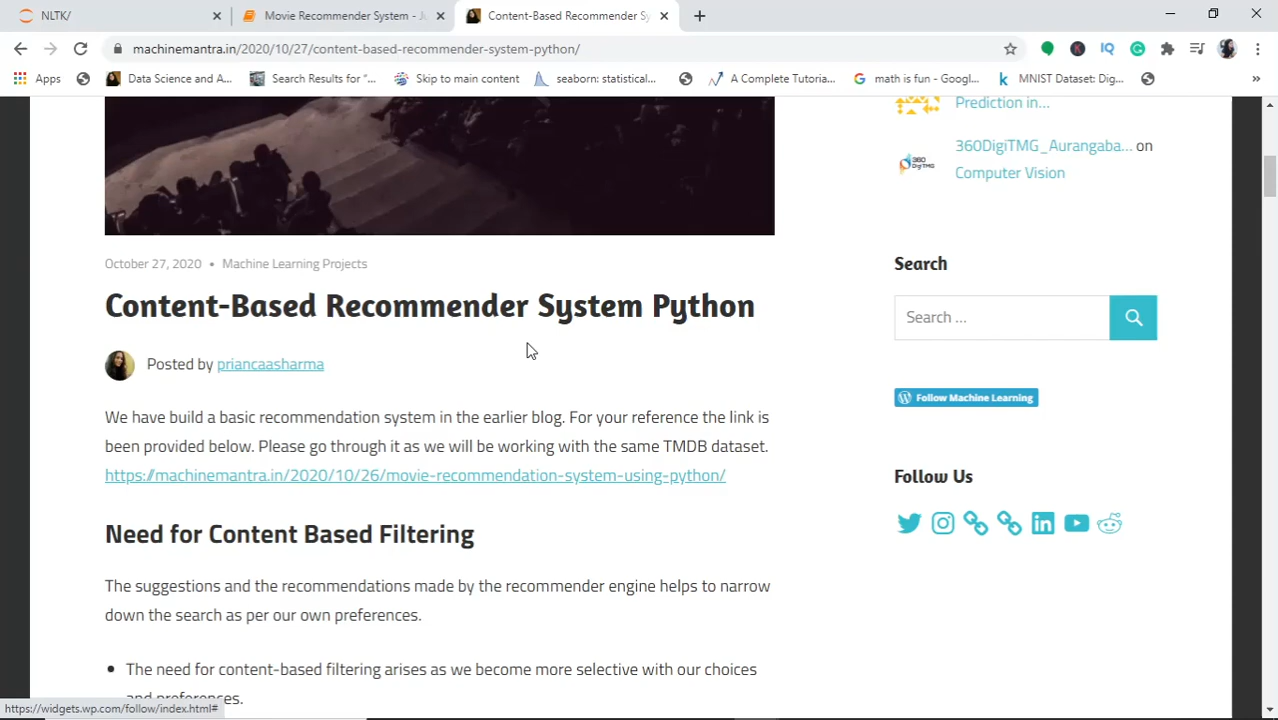 NLTK/
Movie Recommender System - Ju
Content-Based Recommender Sy
machinemantra.in/2020/10/27/content-based-recommender-system-python/
Apps
Data Science and A...
Search Results for "...
Skip to main content
seaborn: statistical...
A Complete Tutoria...
math is fun - Googl...
MNIST Dataset: Dig...
»
Prediction in...
360DigiTMG_Aurangaba... on
Computer Vision
October 27, 2020 • Machine Learning Projects
Content-Based Recommender System Python
Posted by priancaasharma
We have build a basic recommendation system in the earlier blog. For your reference the link is
been provided below. Please go through it as we will be working with the same TMDB dataset.
https://machinemantra.in/2020/10/26/movie-recommendation-system-using-python/
Need for Content Based Filtering
The suggestions and the recommendations made by the recommender engine helps to narrow
down the search as per our own preferences.
• The need for content-based filtering arises as we become more selective with our choices
and preferences.
Search
Search ...
Follow Machine Learning
Follow Us
https://widgets.wp.com/follow/index.html#